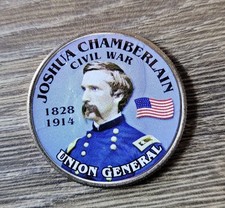 JOSHUA CHAMBERLAIN
CIVIL WAR
1828
1914
UNION GENERAL